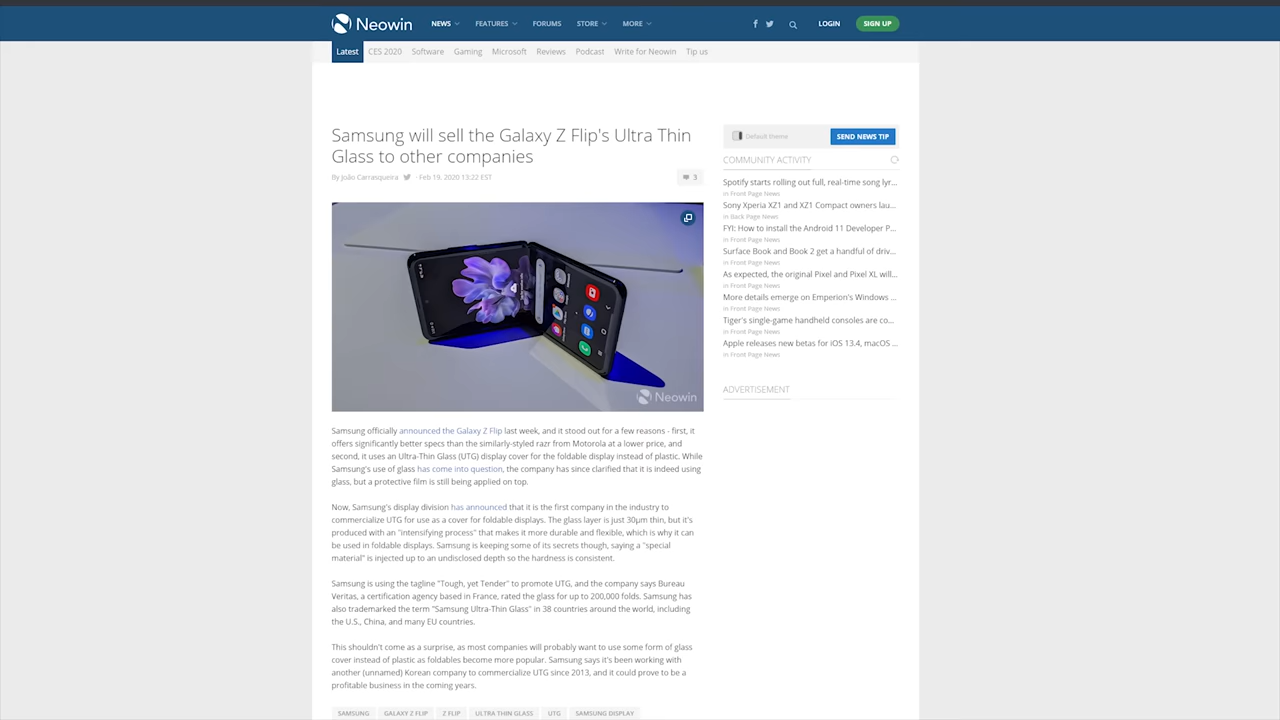 Neowin
NEWS FEATURES FORUMS STORE MORE LOGIN SIGN UP
Latest CES 2020 Software Gaming Microsoft Reviews Podcast Write for Neowin Tip us
Samsung will sell the Galaxy Z Flip's Ultra Thin
Glass to other companies
By João Carrasqueira · Feb 19, 2020 13:22 EST
3
Neowin
Samsung officially announced the Galaxy Z Flip last week, and it stood out for a few reasons - first, it
offers significantly better specs than the similarly-styled razr from Motorola at a lower price, and
second, it uses an Ultra-Thin Glass (UTG) display cover for the foldable display instead of plastic. While
Samsung's use of glass has come into question, the company has since clarified that it is indeed using
glass, but a protective film is still being applied on top.
Now, Samsung's display division has announced that it is the first company in the industry to
commercialize UTG for use as a cover for foldable displays. The glass layer is just 30µm thin, but it's
produced with an "intensifying process" that makes it more durable and flexible, which is why it can
be used in foldable displays. Samsung is keeping some of its secrets though, saying a "special
material" is injected up to an undisclosed depth so the hardness is consistent.
Samsung is using the tagline "Tough, yet Tender" to promote UTG, and the company says Bureau
Veritas, a certification agency based in France, rated the glass for up to 200,000 folds. Samsung has
also trademarked the term "Samsung Ultra-Thin Glass" in 38 countries around the world, including
the U.S., China, and many EU countries.
This shouldn't come as a surprise, as most companies will probably want to use some form of glass
cover instead of plastic as foldables become more popular. Samsung says it's been working with
another (unnamed) Korean company to commercialize UTG since 2013, and it could prove to be a
profitable business in the coming years.
SAMSUNG GALAXY Z FLIP Z FLIP ULTRA THIN GLASS UTG SAMSUNG DISPLAY
Default theme
SEND NEWS TIP
COMMUNITY ACTIVITY
Spotify starts rolling out full, real-time song lyr...
in Front Page News
Sony Xperia XZ1 and XZ1 Compact owners lau...
in Back Page News
FYI: How to install the Android 11 Developer P...
in Front Page News
Surface Book and Book 2 get a handful of driv...
in Front Page News
As expected, the original Pixel and Pixel XL will...
in Front Page News
More details emerge on Emperion's Windows ...
in Front Page News
Tiger's single-game handheld consoles are co...
in Front Page News
Apple releases new betas for iOS 13.4, macOS ...
in Front Page News
ADVERTISEMENT